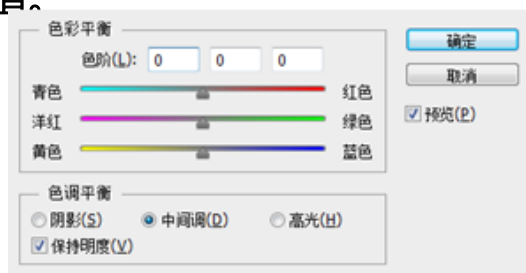 色彩平衡
色阶(L): 0 0 0
青色 红色
洋红 绿色
黄色 蓝色
色调平衡
阴影(S) 中间调(D) 高光(H)
保持明度(V)
确定
取消
预览(P)